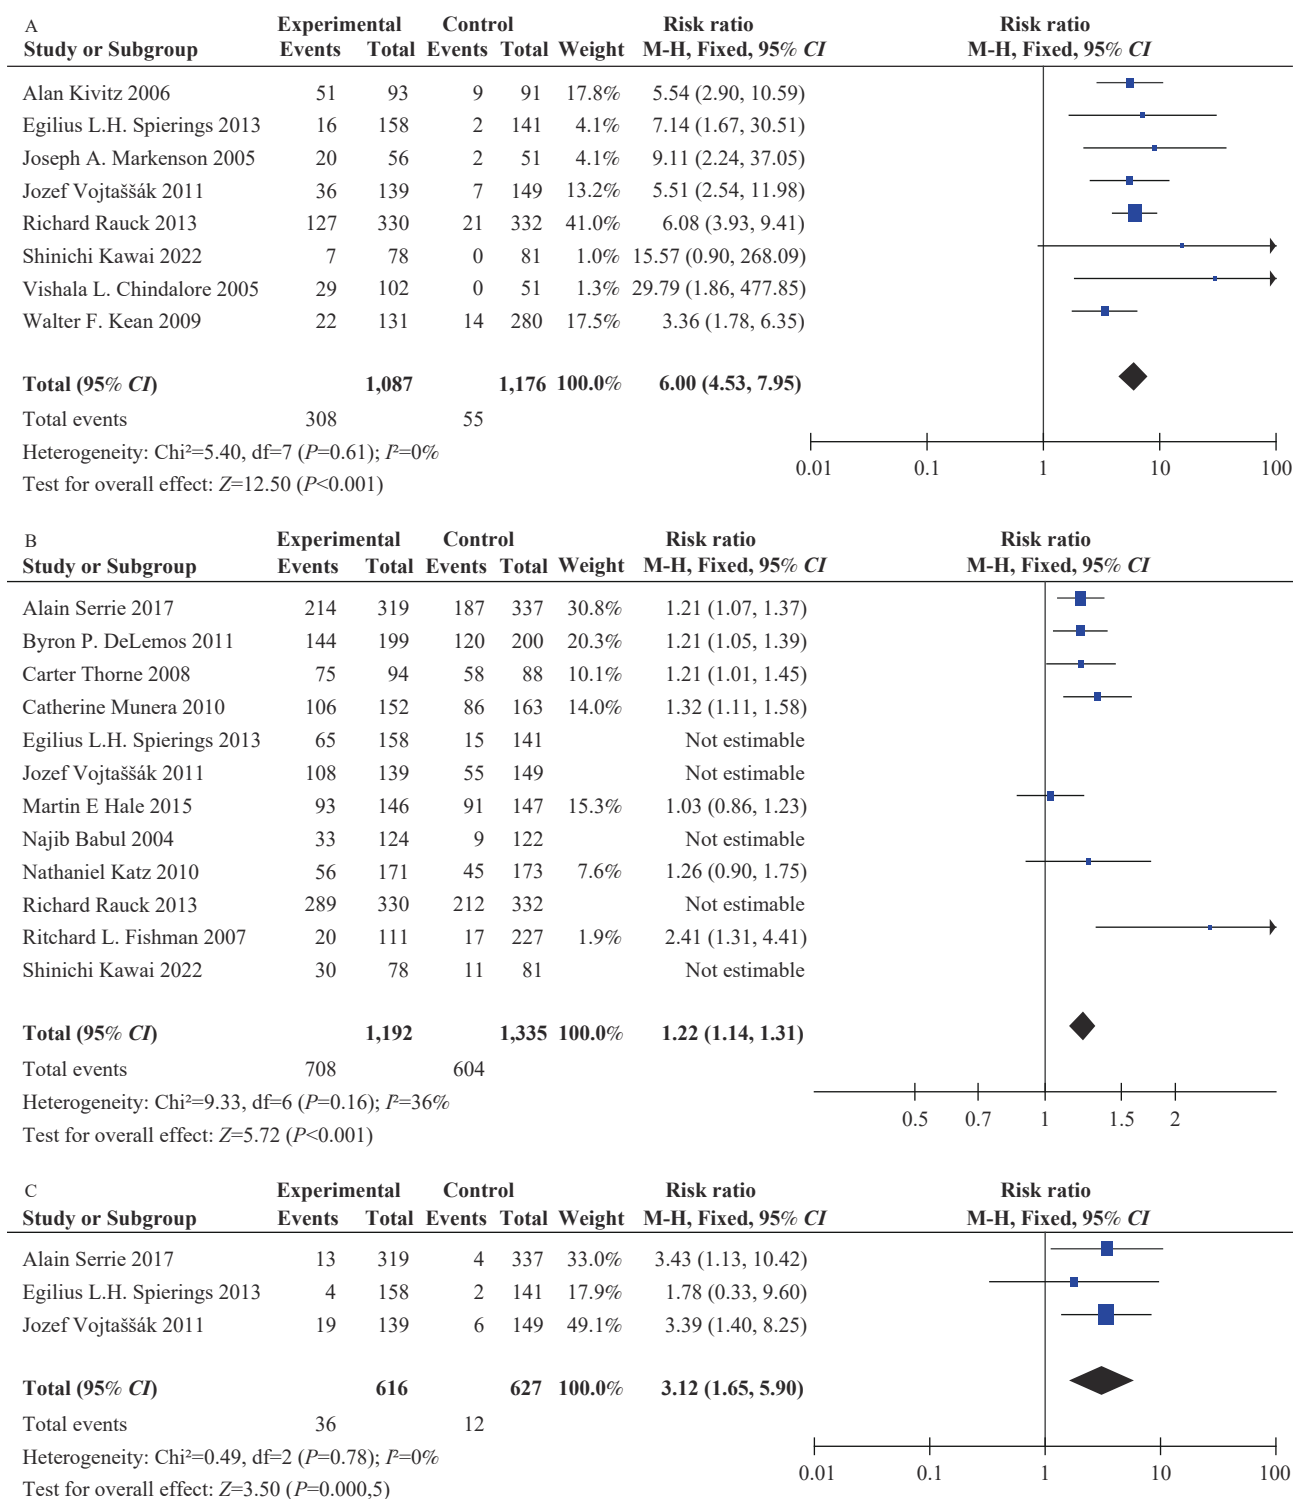 A Experimental Control Risk ratio Risk ratio
Study or Subgroup Events Total Events Total Weight M-H, Fixed, 95% CI M-H, Fixed, 95% CI
Alan Kivitz 2006 51 93 9 91 17.8% 5.54 (2.90, 10.59)
Egilius L.H. Spierings 2013 16 158 2 141 4.1% 7.14 (1.67, 30.51)
Joseph A. Markenson 2005 20 56 2 51 4.1% 9.11 (2.24, 37.05)
Jozef Vojtaššák 2011 36 139 7 149 13.2% 5.51 (2.54, 11.98)
Richard Rauck 2013 127 330 21 332 41.0% 6.08 (3.93, 9.41)
Shinichi Kawai 2022 7 78 0 81 1.0% 15.57 (0.90, 268.09)
Vishala L. Chindalore 2005 29 102 0 51 1.3% 29.79 (1.86, 477.85)
Walter F. Kean 2009 22 131 14 280 17.5% 3.36 (1.78, 6.35)
Total (95% CI) 1,087 1,176 100.0% 6.00 (4.53, 7.95)
Total events 308 55
Heterogeneity: Chi²=5.40, df=7 (P=0.61); I²=0%
0.01 0.1 1 10 100
Test for overall effect: Z=12.50 (P<0.001)
B Experimental Control Risk ratio Risk ratio
Study or Subgroup Events Total Events Total Weight M-H, Fixed, 95% CI M-H, Fixed, 95% CI
Alain Serrie 2017 214 319 187 337 30.8% 1.21 (1.07, 1.37)
Byron P. DeLemos 2011 144 199 120 200 20.3% 1.21 (1.05, 1.39)
Carter Thorne 2008 75 94 58 88 10.1% 1.21 (1.01, 1.45)
Catherine Munera 2010 106 152 86 163 14.0% 1.32 (1.11, 1.58)
Egilius L.H. Spierings 2013 65 158 15 141 Not estimable
Jozef Vojtaššák 2011 108 139 55 149 Not estimable
Martin E Hale 2015 93 146 91 147 15.3% 1.03 (0.86, 1.23)
Najib Babul 2004 33 124 9 122 Not estimable
Nathaniel Katz 2010 56 171 45 173 7.6% 1.26 (0.90, 1.75)
Richard Rauck 2013 289 330 212 332 Not estimable
Ritchard L. Fishman 2007 20 111 17 227 1.9% 2.41 (1.31, 4.41)
Shinichi Kawai 2022 30 78 11 81 Not estimable
Total (95% CI) 1,192 1,335 100.0% 1.22 (1.14, 1.31)
Total events 708 604
Heterogeneity: Chi²=9.33, df=6 (P=0.16); I²=36%
0.5 0.7 1 1.5 2
Test for overall effect: Z=5.72 (P<0.001)
C Experimental Control Risk ratio Risk ratio
Study or Subgroup Events Total Events Total Weight M-H, Fixed, 95% CI M-H, Fixed, 95% CI
Alain Serrie 2017 13 319 4 337 33.0% 3.43 (1.13, 10.42)
Egilius L.H. Spierings 2013 4 158 2 141 17.9% 1.78 (0.33, 9.60)
Jozef Vojtaššák 2011 19 139 6 149 49.1% 3.39 (1.40, 8.25)
Total (95% CI) 616 627 100.0% 3.12 (1.65, 5.90)
Total events 36 12
Heterogeneity: Chi²=0.49, df=2 (P=0.78); I²=0%
0.01 0.1 1 10 100
Test for overall effect: Z=3.50 (P=0.000,5)